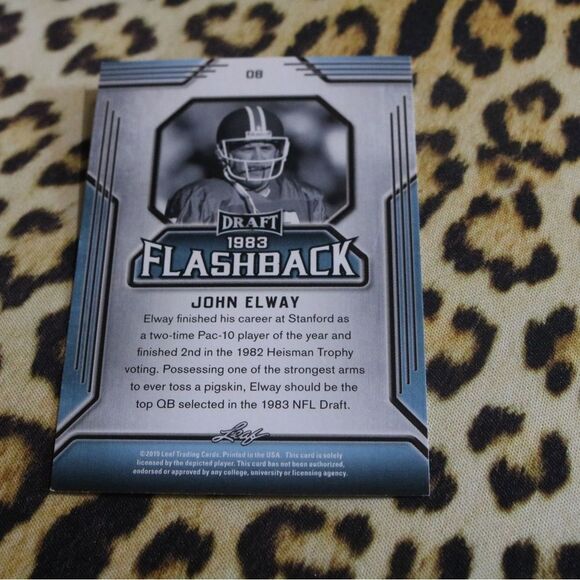 08
DRAFT
1983
FLASHBACK
JOHN ELWAY
Elway finished his career at Stanford as
a two-time Pac-10 player of the year and
finished 2nd in the 1982 Heisman Trophy
voting. Possessing one of the strongest arms
to ever toss a pigskin, Elway should be the
top QB selected in the 1983 NFL Draft.
Leaf
©2019 Leaf Trading Cards. Printed in the USA. This card is solely
licensed by the depicted player. This card has not been authorized,
endorsed or approved by any college, university or licensing agency.